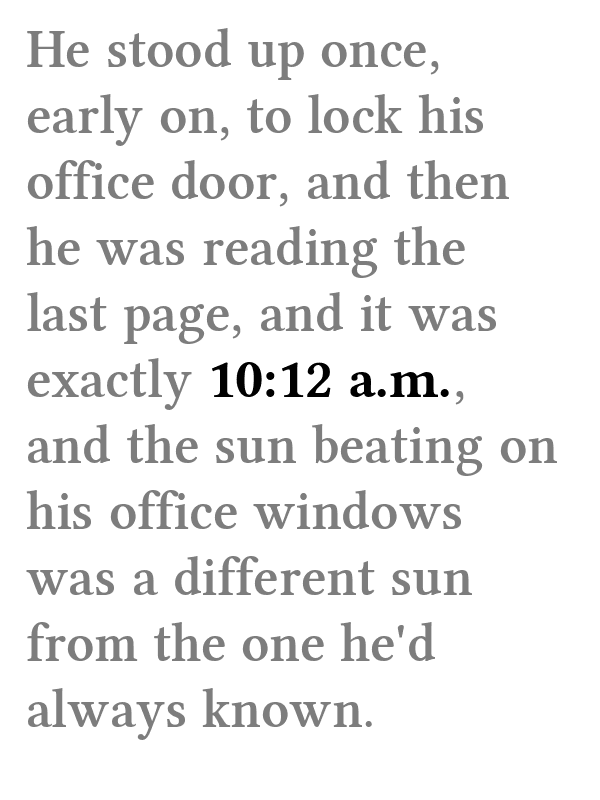 He stood up once,
early on, to lock his
office door, and then
he was reading the
last page, and it was
exactly 10:12 a.m.,
and the sun beating on
his office windows
was a different sun
from the one he'd
always known.